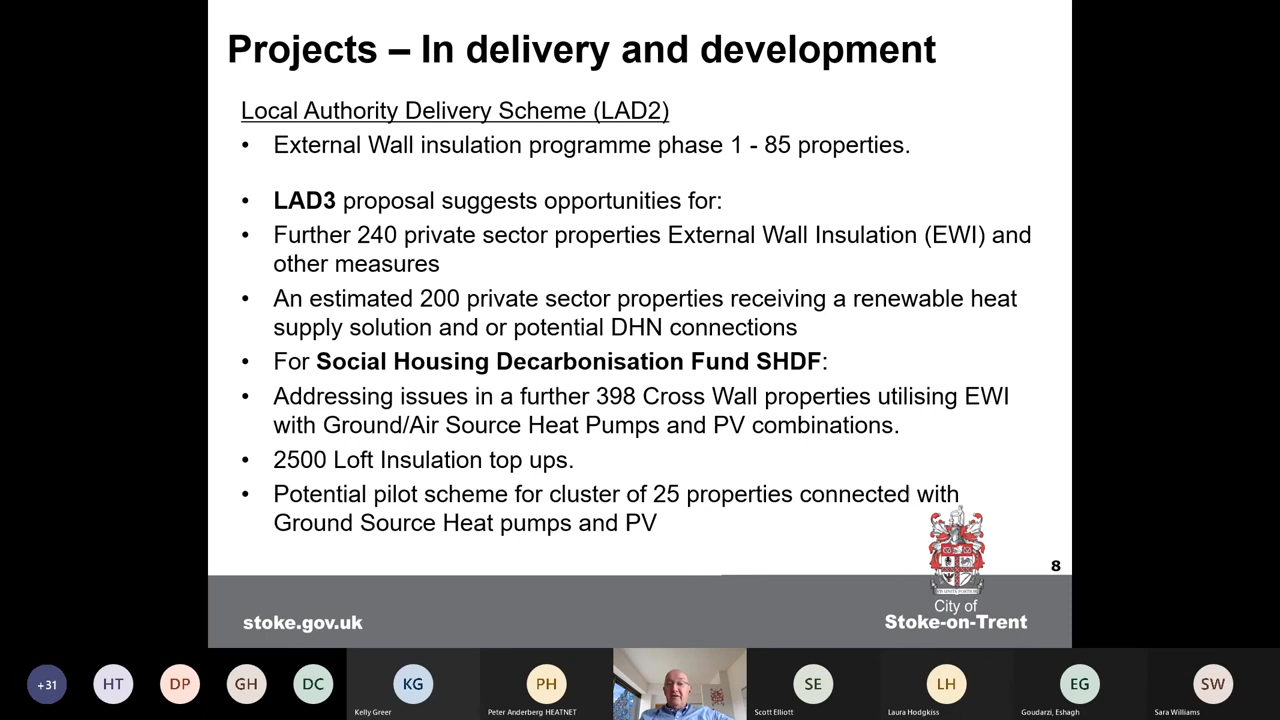 Projects – In delivery and development
Local Authority Delivery Scheme (LAD2)
• External Wall insulation programme phase 1 - 85 properties.
• LAD3 proposal suggests opportunities for:
• Further 240 private sector properties External Wall Insulation (EWI) and
other measures
• An estimated 200 private sector properties receiving a renewable heat
supply solution and or potential DHN connections
• For Social Housing Decarbonisation Fund SHDF:
• Addressing issues in a further 398 Cross Wall properties utilising EWI
with Ground/Air Source Heat Pumps and PV combinations.
• 2500 Loft Insulation top ups.
• Potential pilot scheme for cluster of 25 properties connected with
Ground Source Heat pumps and PV
8
stoke.gov.uk
City of
Stoke-on-Trent
+31
HT
DP
GH
DC
KG
Kelly Greer
PH
Peter Anderberg HEATNET
SE
Scott Elliott
LH
Laura Hodgkiss
EG
Goudarzi, Eshagh
SW
Sara Williams